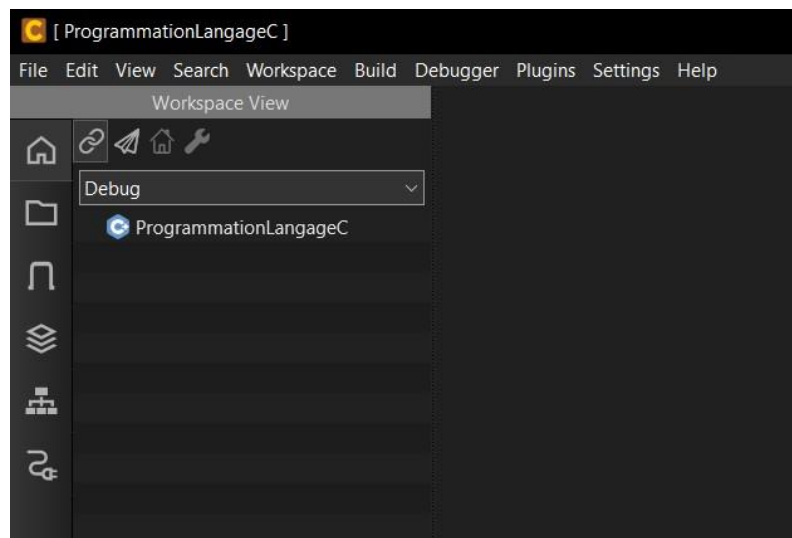 [ ProgrammationLangageC ]
File Edit View Search Workspace Build Debugger Plugins Settings Help
Workspace View
Debug
ProgrammationLangageC